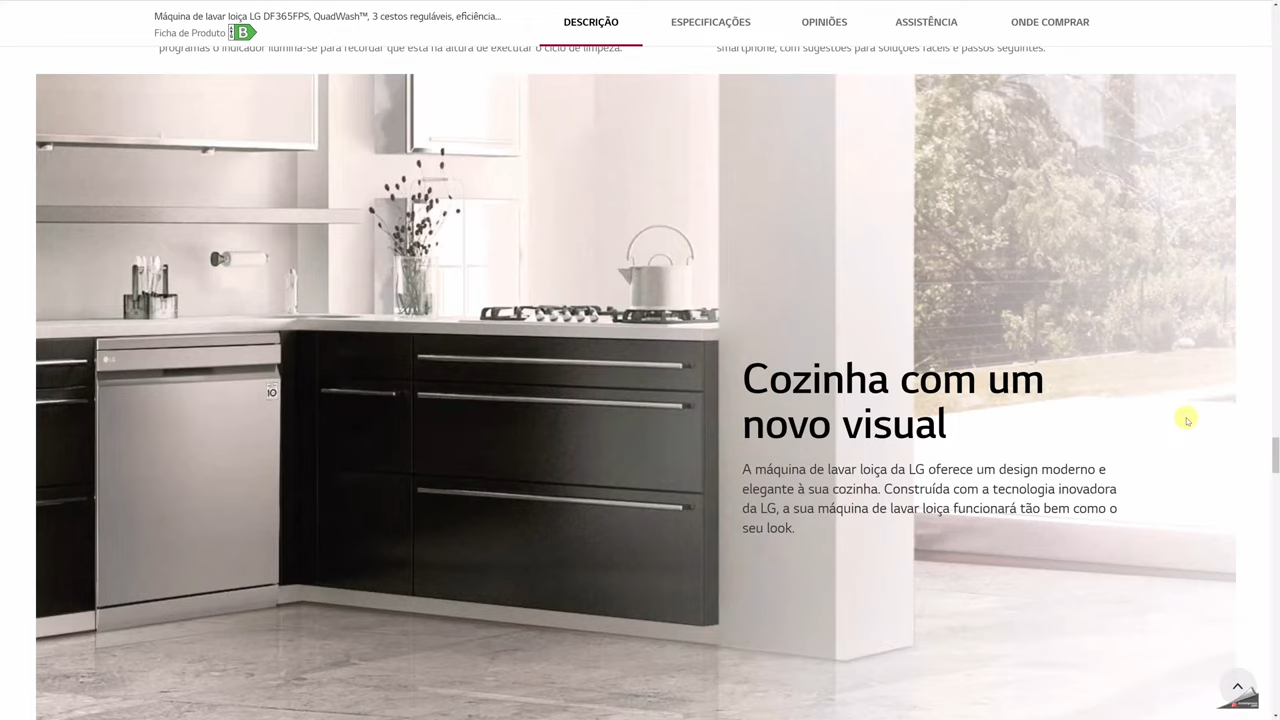 Máquina de lavar loiça LG DF365FPS, QuadWash™, 3 cestos reguláveis, eficiência...
Ficha de Produto B
DESCRIÇÃO
ESPECIFICAÇÕES
OPINIÕES
ASSISTÊNCIA
ONDE COMPRAR
programas o indicador ilumina-se para recordar que está na altura de executar o ciclo de limpeza.
smartphone, com sugestões para soluções fáceis e passos seguintes.
LG
Cozinha com um
novo visual
A máquina de lavar loiça da LG oferece um design moderno e
elegante à sua cozinha. Construída com a tecnologia inovadora
da LG, a sua máquina de lavar loiça funcionará tão bem como o
seu look.